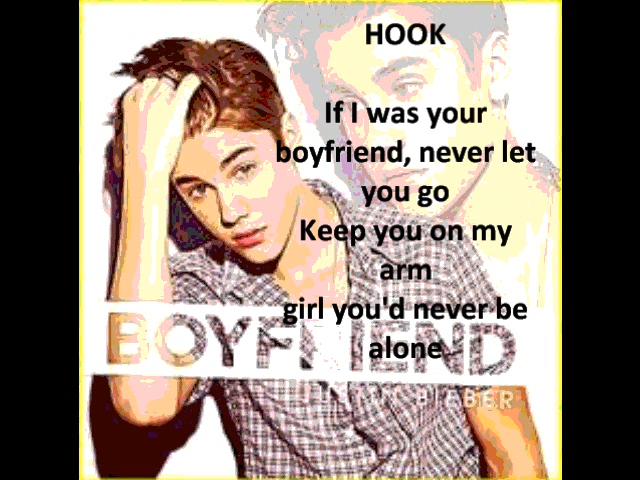 HOOK
If I was your
boyfriend, never let
you go
Keep you on my
arm
girl you'd never be
alone
BOYFRIEND
JUSTIN BIEBER